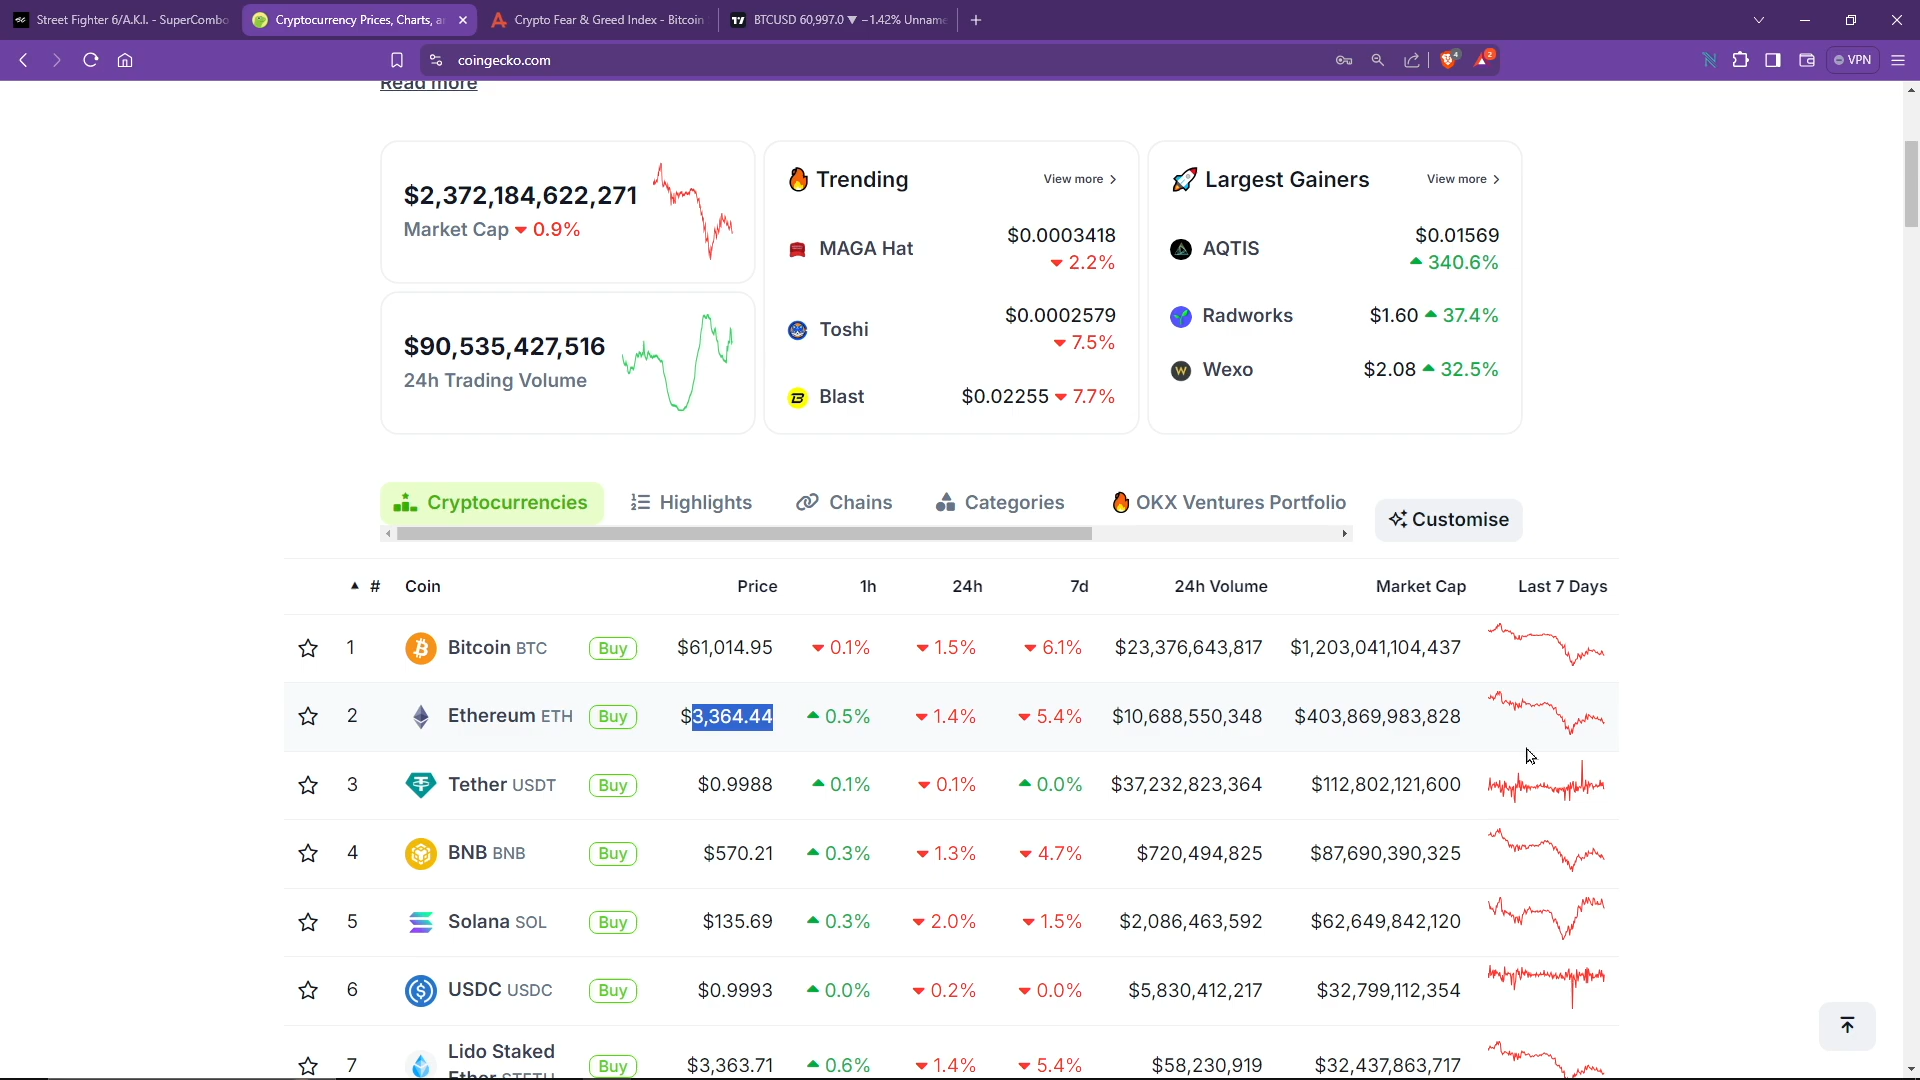 Street Fighter 6/A.K.I. - SuperCombo
Cryptocurrency Prices, Charts, a
Crypto Fear & Greed Index - Bitcoin
BTCUSD 60,997.0 ▼ −1.42% Unname
coingecko.com
4
2
VPN
Read more
$2,372,184,622,271
Market Cap ▼ 0.9%
$90,535,427,516
24h Trading Volume
Trending
View more >
MAGA Hat
$0.0003418
▼ 2.2%
Toshi
$0.0002579
▼ 7.5%
Blast
$0.02255 ▼ 7.7%
Largest Gainers
View more >
AQTIS
$0.01569
▲ 340.6%
Radworks
$1.60 ▲ 37.4%
Wexo
$2.08 ▲ 32.5%
Cryptocurrencies Highlights Chains Categories OKX Ventures Portfolio
Customise
▲ # Coin Price 1h 24h 7d 24h Volume Market Cap Last 7 Days
1 Bitcoin BTC Buy $61,014.95 ▼ 0.1% ▼ 1.5% ▼ 6.1% $23,376,643,817 $1,203,041,104,437
2 Ethereum ETH Buy $3,364.44 ▲ 0.5% ▼ 1.4% ▼ 5.4% $10,688,550,348 $403,869,983,828
3 Tether USDT Buy $0.9988 ▲ 0.1% ▼ 0.1% ▲ 0.0% $37,232,823,364 $112,802,121,600
4 BNB BNB Buy $570.21 ▲ 0.3% ▼ 1.3% ▼ 4.7% $720,494,825 $87,690,390,325
5 Solana SOL Buy $135.69 ▲ 0.3% ▼ 2.0% ▼ 1.5% $2,086,463,592 $62,649,842,120
6 USDC USDC Buy $0.9993 ▲ 0.0% ▼ 0.2% ▼ 0.0% $5,830,412,217 $32,799,112,354
7 Lido Staked Buy $3,363.71 ▲ 0.6% ▼ 1.4% ▼ 5.4% $58,230,919 $32,437,863,717
Ether STETH